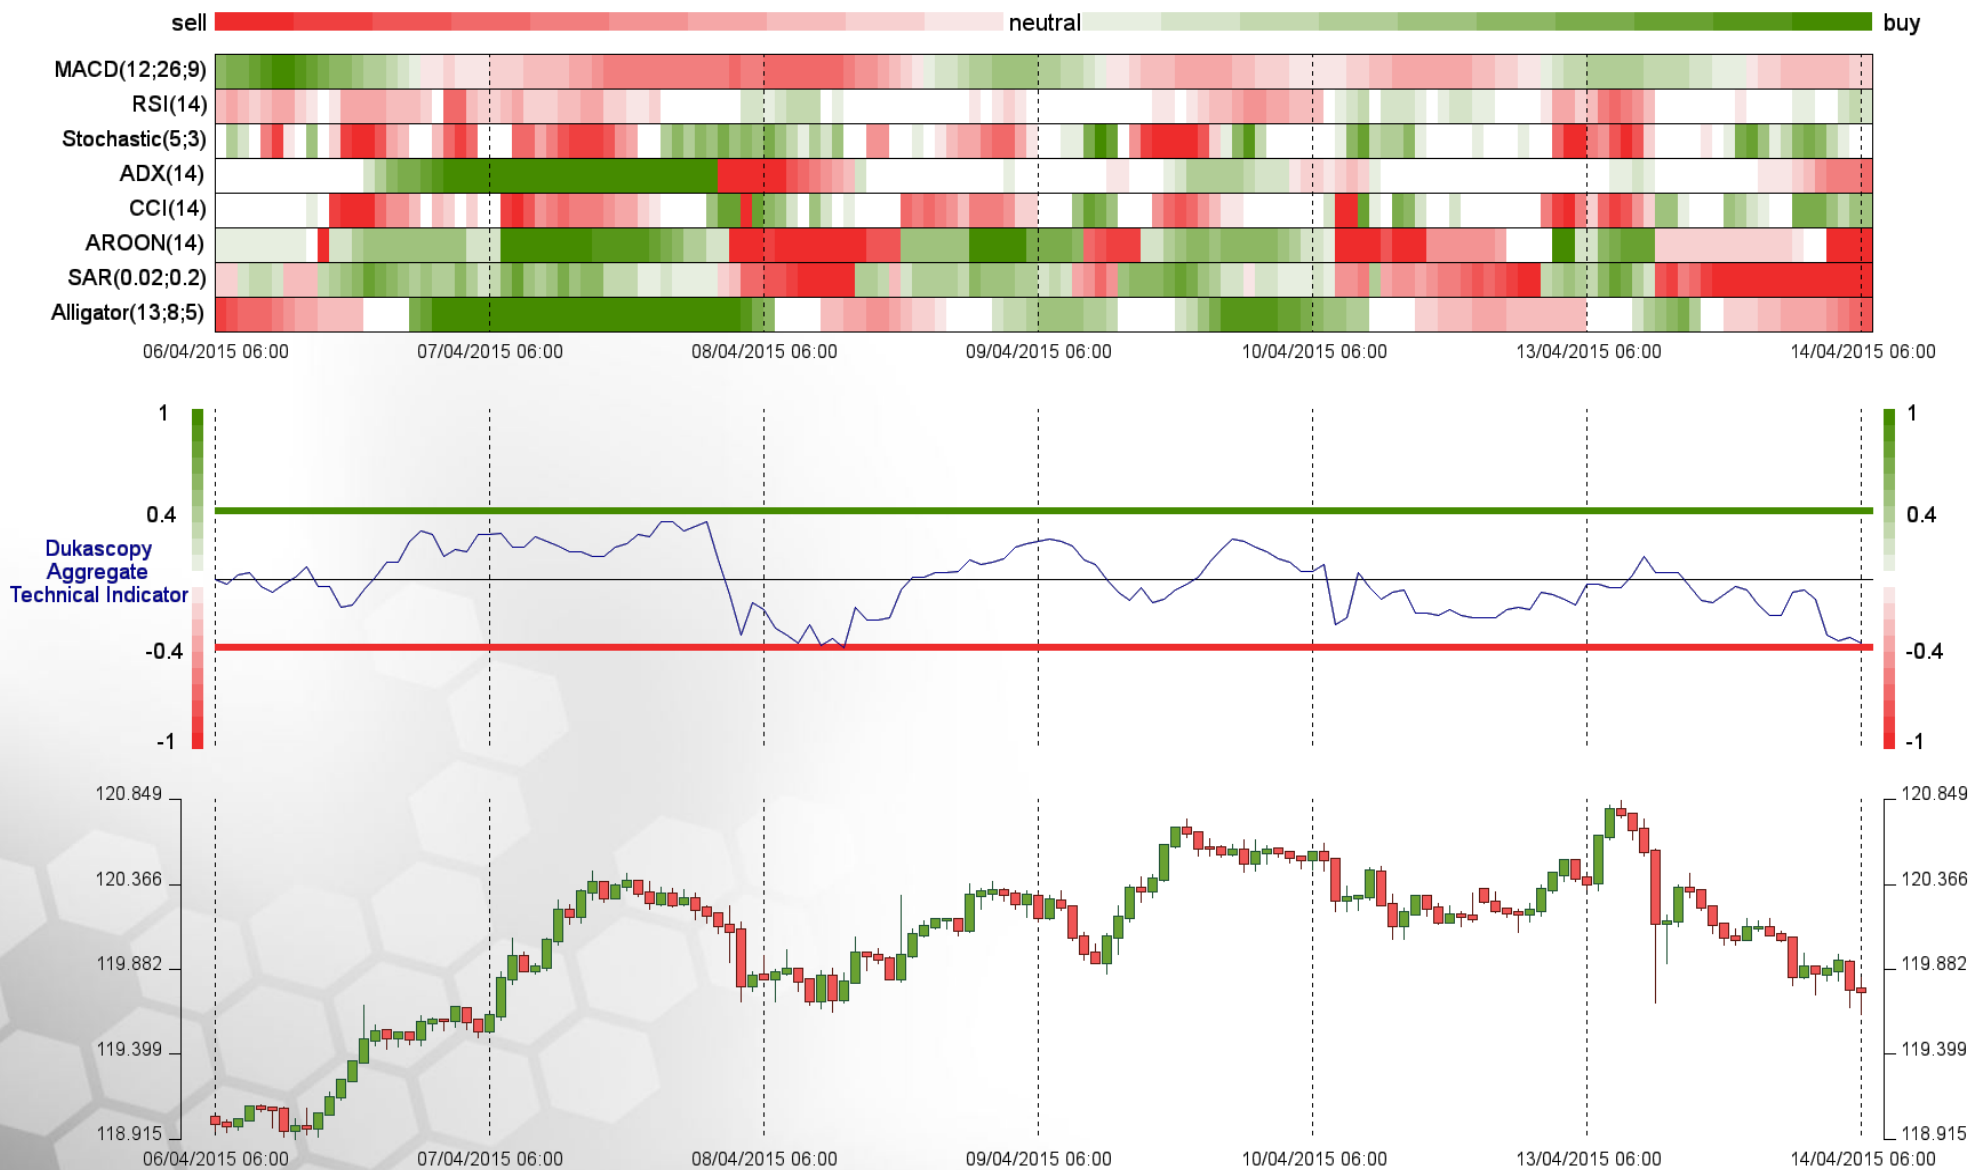 sell neutral buy
MACD(12;26;9)
RSI(14)
Stochastic(5;3)
ADX(14)
CCI(14)
AROON(14)
SAR(0.02;0.2)
Alligator(13;8;5)
06/04/2015 06:00 07/04/2015 06:00 08/04/2015 06:00 09/04/2015 06:00 10/04/2015 06:00 13/04/2015 06:00 14/04/2015 06:00
1 1
0.4 0.4
Dukascopy
Aggregate
Technical Indicator
-0.4 -0.4
-1 -1
120.849 120.849
120.366 120.366
119.882 119.882
119.399 119.399
118.915 118.915
06/04/2015 06:00 07/04/2015 06:00 08/04/2015 06:00 09/04/2015 06:00 10/04/2015 06:00 13/04/2015 06:00 14/04/2015 06:00